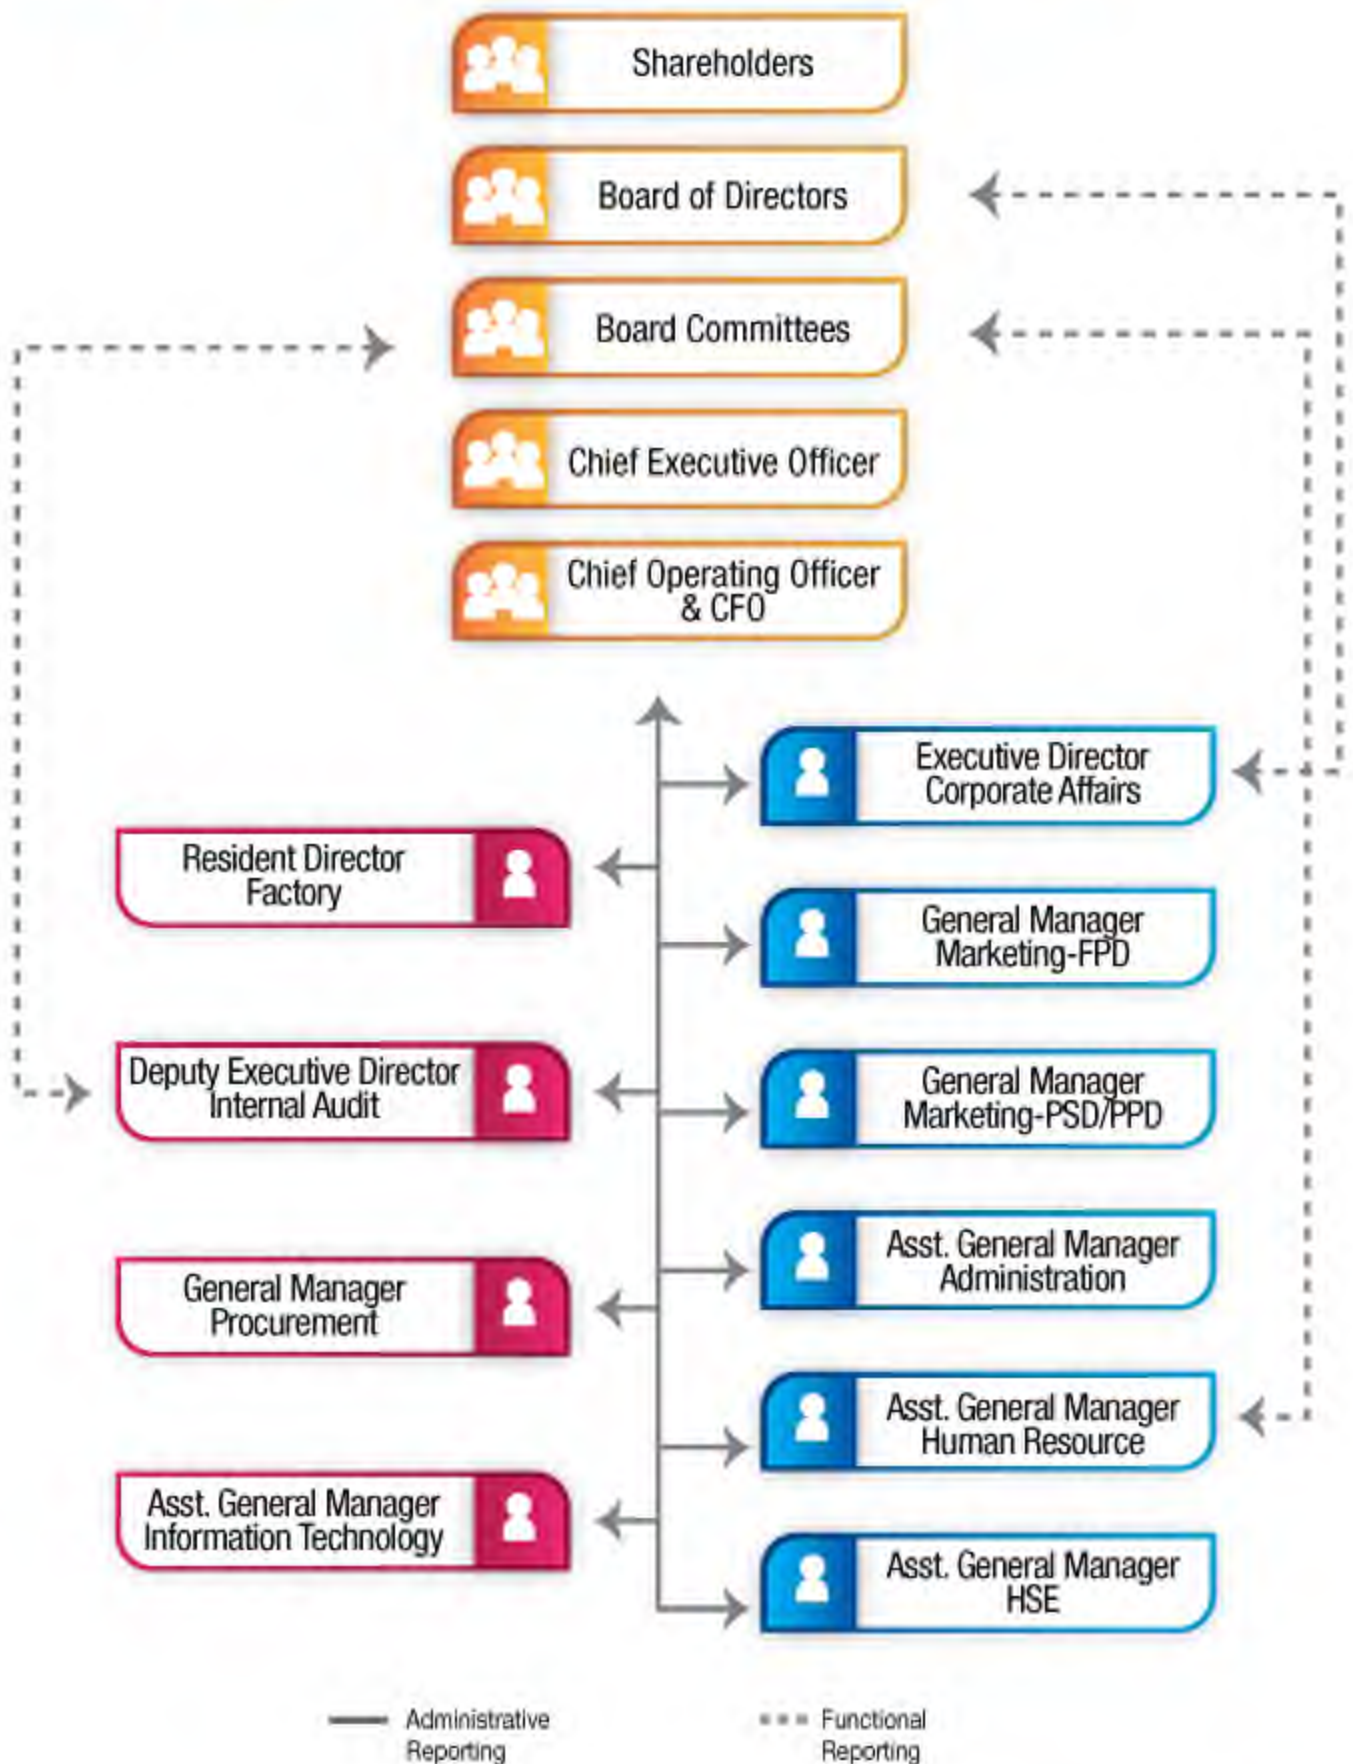 Shareholders
Board of Directors
Board Committees
Chief Executive Officer
Chief Operating Officer
& CFO
Executive Director
Corporate Affairs
Resident Director
Factory
General Manager
Marketing-FPD
Deputy Executive Director
Internal Audit
General Manager
Marketing-PSD/PPD
Asst. General Manager
Administration
General Manager
Procurement
Asst. General Manager
Human Resource
Asst. General Manager
Information Technology
Asst. General Manager
HSE
Administrative
Reporting
Functional
Reporting